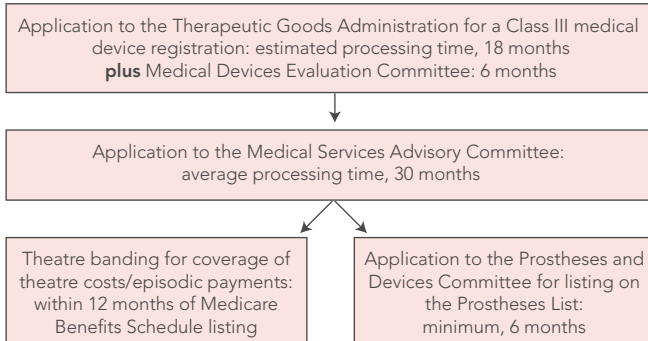 Application to the Therapeutic Goods Administration for a Class III medical
device registration: estimated processing time, 18 months
plus Medical Devices Evaluation Committee: 6 months
Application to the Medical Services Advisory Committee:
average processing time, 30 months
Theatre banding for coverage of
theatre costs/episodic payments:
within 12 months of Medicare
Benefits Schedule listing
Application to the Prostheses and
Devices Committee for listing on
the Prostheses List:
minimum, 6 months